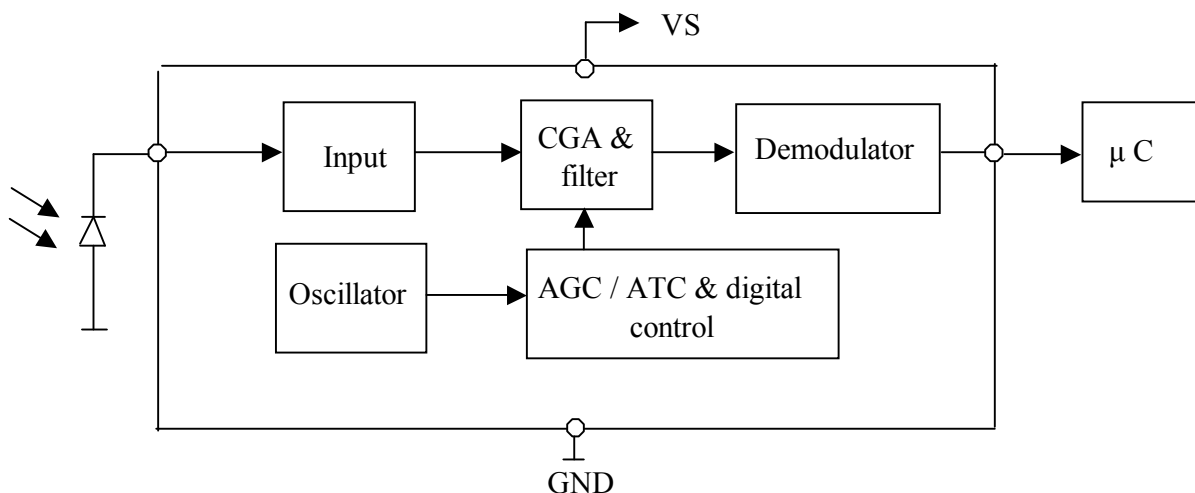 VS
Input
CGA &
filter
Demodulator
μ C
Oscillator
AGC / ATC & digital
control
GND